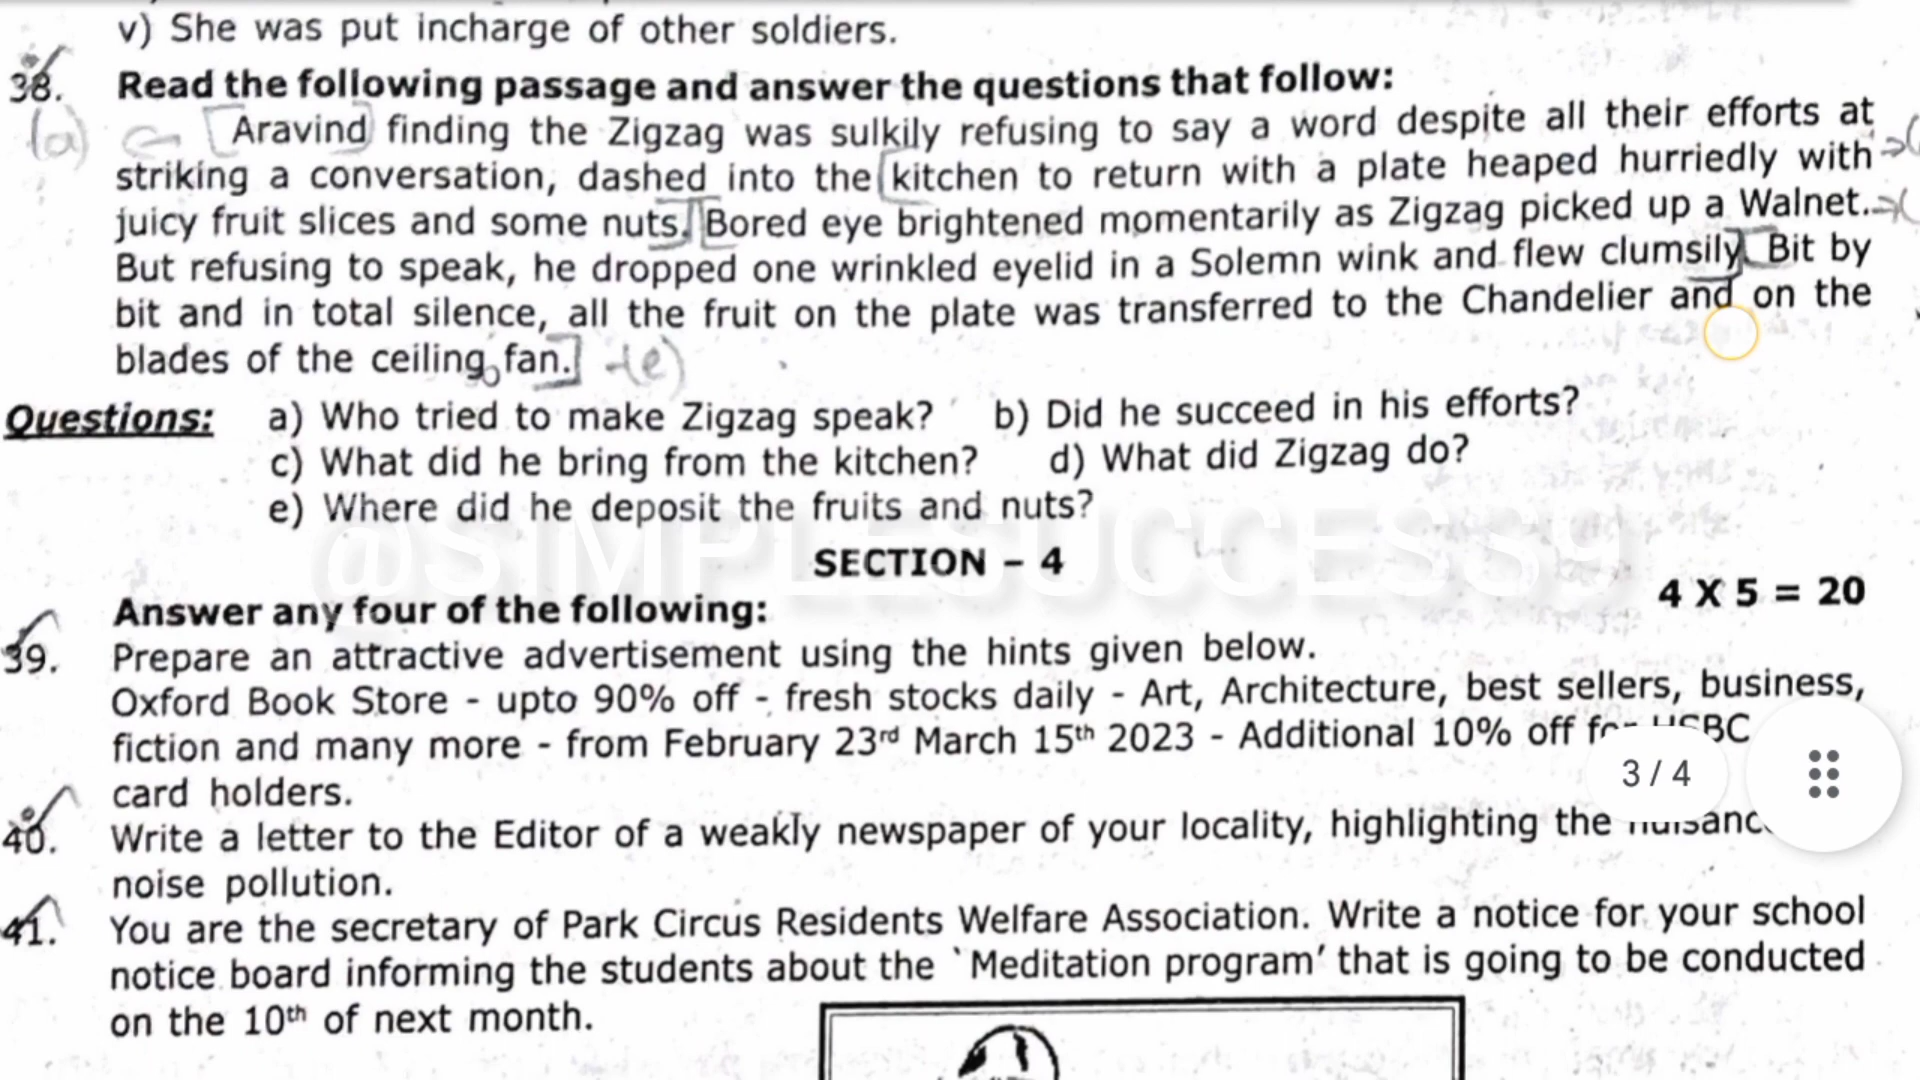 v) She was put incharge of other soldiers.
38. Read the following passage and answer the questions that follow:
(a) Aravind finding the Zigzag was sulkily refusing to say a word despite all their efforts at
striking a conversation, dashed into the kitchen to return with a plate heaped hurriedly with
juicy fruit slices and some nuts. Bored eye brightened momentarily as Zigzag picked up a Walnet.
But refusing to speak, he dropped one wrinkled eyelid in a Solemn wink and flew clumsily Bit by
bit and in total silence, all the fruit on the plate was transferred to the Chandelier and on the
blades of the ceiling fan. (e)
Questions: a) Who tried to make Zigzag speak? b) Did he succeed in his efforts?
c) What did he bring from the kitchen? d) What did Zigzag do?
e) Where did he deposit the fruits and nuts?
@SIMPLESUCCESS9
SECTION – 4
Answer any four of the following: 4 X 5 = 20
39. Prepare an attractive advertisement using the hints given below.
Oxford Book Store - upto 90% off - fresh stocks daily - Art, Architecture, best sellers, business,
fiction and many more - from February 23rd March 15th 2023 - Additional 10% off for HSBC
card holders. 3 / 4
40. Write a letter to the Editor of a weakly newspaper of your locality, highlighting the
noise pollution.
41. You are the secretary of Park Circus Residents Welfare Association. Write a notice for your school
notice board informing the students about the `Meditation program' that is going to be conducted
on the 10th of next month.